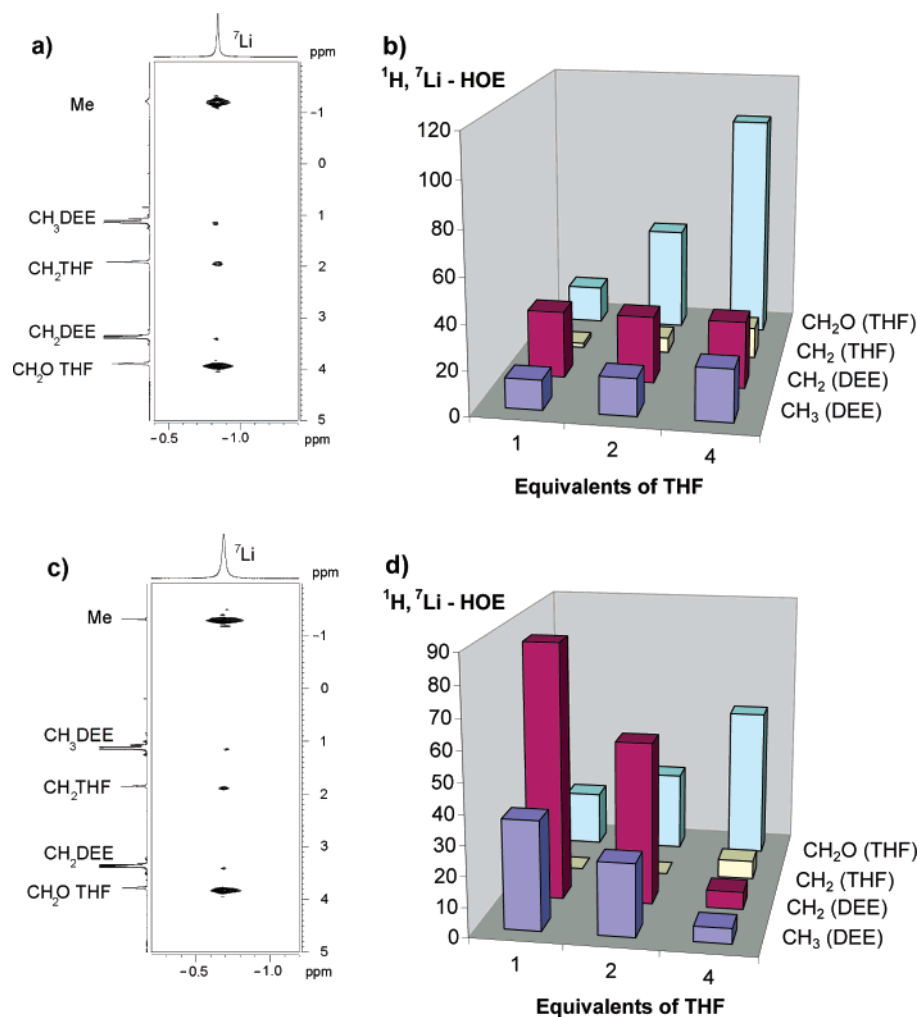 a)
⁷Li
ppm
Me
CH₃DEE
CH₂THF
CH₂DEE
CH₂O THF
−1
0
1
2
3
4
5
−0.5
−1.0
ppm
b)
¹H, ⁷Li - HOE
120
100
80
60
40
20
0
1
2
4
Equivalents of THF
CH₂O (THF)
CH₂ (THF)
CH₂ (DEE)
CH₃ (DEE)
c)
⁷Li
ppm
Me
CH₃DEE
CH₂THF
CH₂DEE
CH₂O THF
−1
0
1
2
3
4
5
−0.5
−1.0
ppm
d)
¹H, ⁷Li - HOE
90
80
70
60
50
40
30
20
10
0
1
2
4
Equivalents of THF
CH₂O (THF)
CH₂ (THF)
CH₂ (DEE)
CH₃ (DEE)